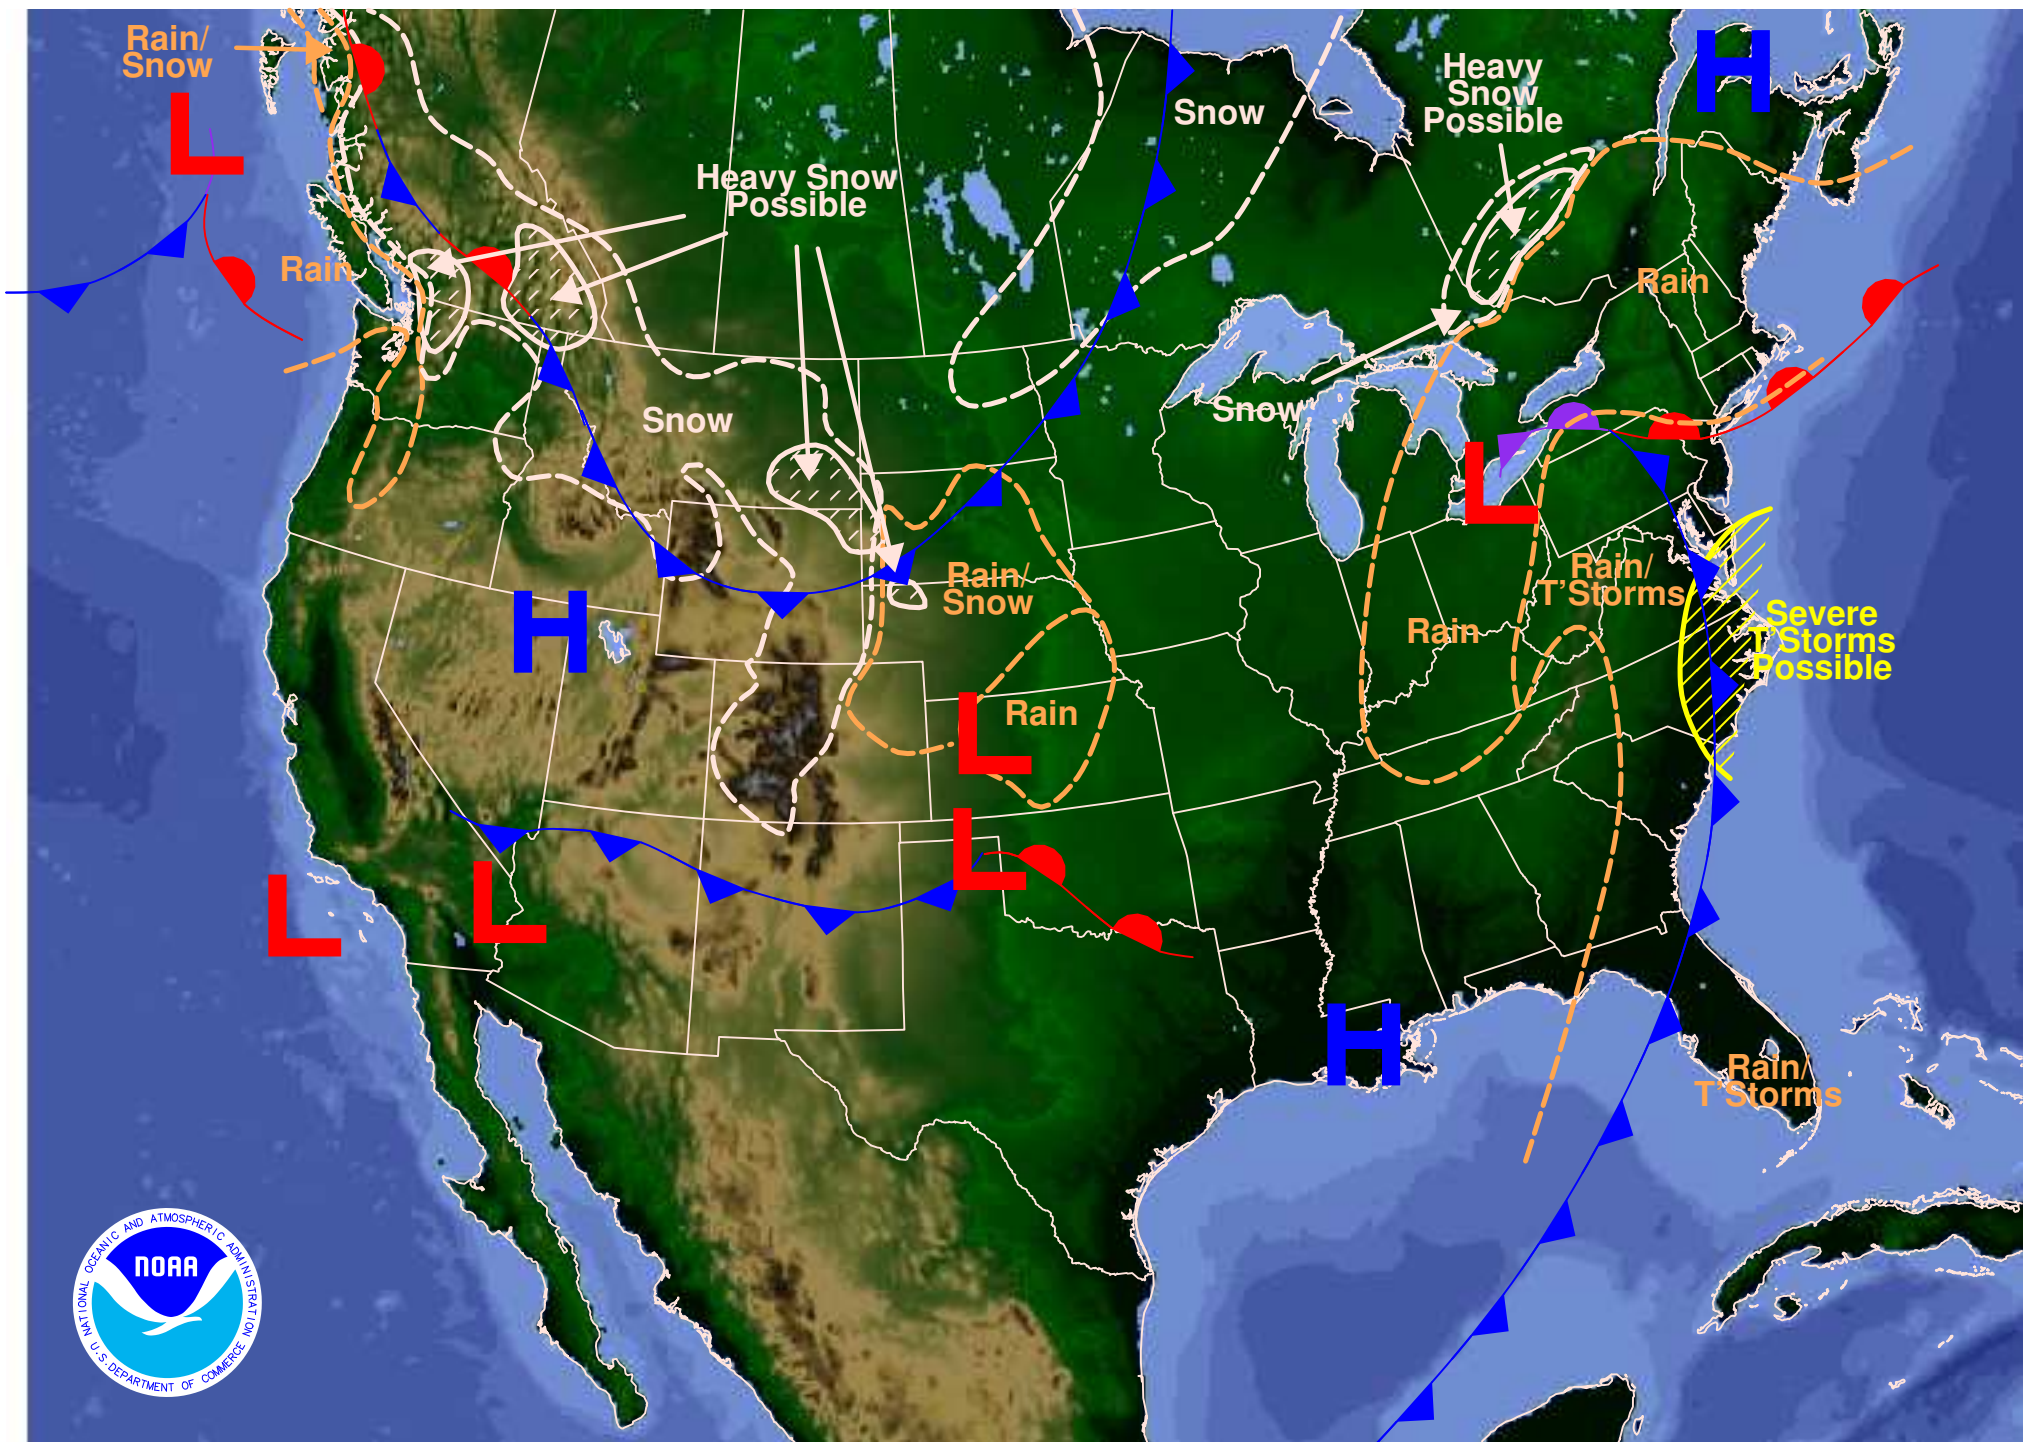 Rain/
Snow
L
Heavy
Snow
Possible
H
Snow
Heavy Snow
Possible
Rain
Rain
Snow
Snow
L
Rain/
Snow
Rain/
T'Storms
H
Rain
Severe
T'Storms
Possible
L
Rain
L
L
L
H
Rain/
T'Storms
NATIONAL OCEANIC AND ATMOSPHERIC ADMINISTRATION
NOAA
U.S. DEPARTMENT OF COMMERCE